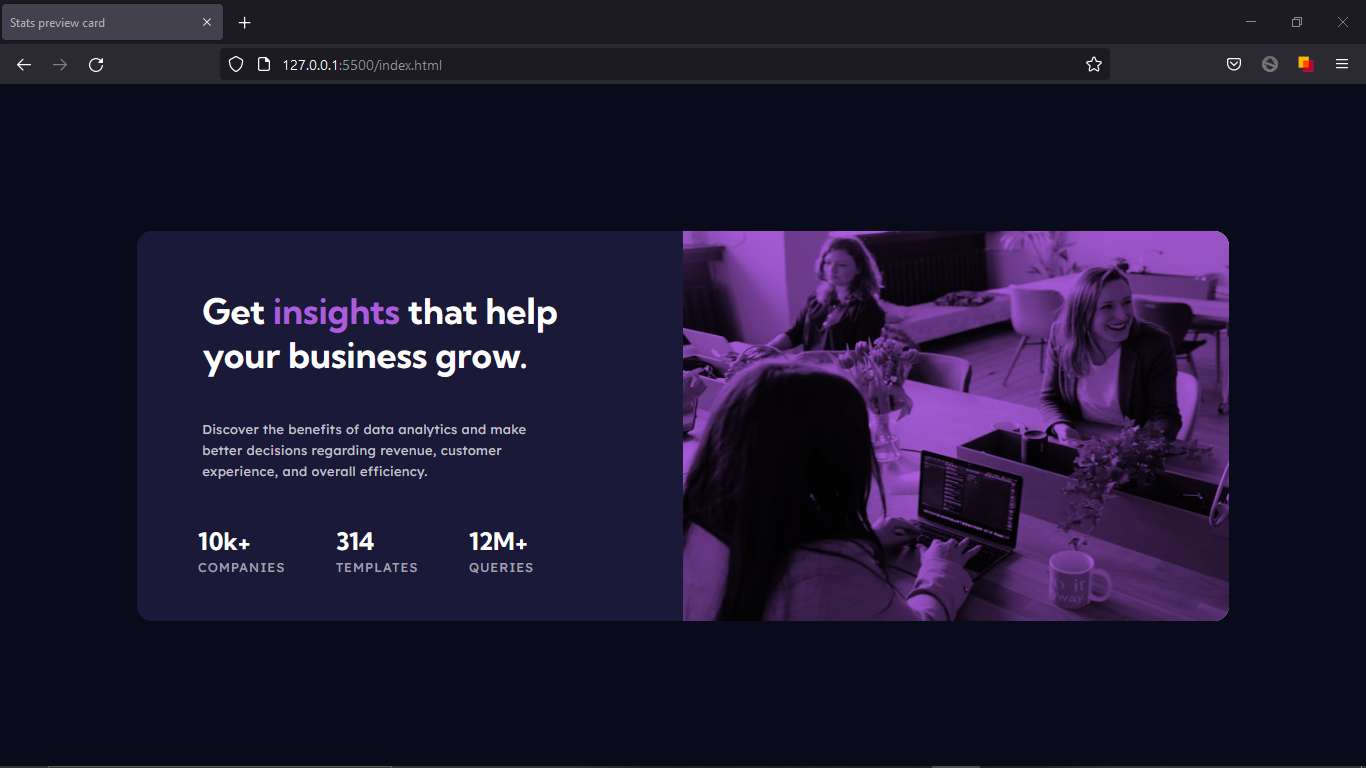 Stats preview card
127.0.0.1:5500/index.html
Get insights that help
your business grow.
Discover the benefits of data analytics and make
better decisions regarding revenue, customer
experience, and overall efficiency.
10k+ 314 12M+
COMPANIES TEMPLATES QUERIES